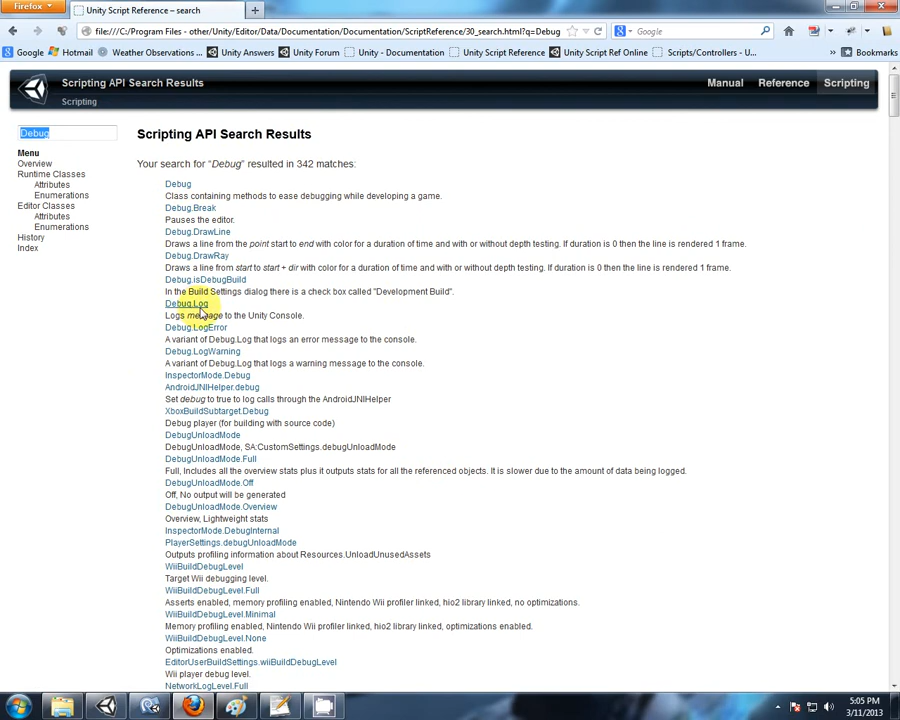 Firefox
Unity Script Reference – search
file:///C:/Program Files - other/Unity/Editor/Data/Documentation/Documentation/ScriptReference/30_search.html?q=Debug
Google
Google Hotmail Weather Observations ... Unity Answers Unity Forum Unity - Documentation Unity Script Reference Unity Script Ref Online Scripts/Controllers - U... » Bookmarks
Scripting API Search Results Manual Reference Scripting
Scripting
Debug
Menu
Overview
Runtime Classes
Attributes
Enumerations
Editor Classes
Attributes
Enumerations
History
Index
Scripting API Search Results
Your search for "Debug" resulted in 342 matches:
Debug
Class containing methods to ease debugging while developing a game.
Debug.Break
Pauses the editor.
Debug.DrawLine
Draws a line from the point start to end with color for a duration of time and with or without depth testing. If duration is 0 then the line is rendered 1 frame.
Debug.DrawRay
Draws a line from start to start + dir with color for a duration of time and with or without depth testing. If duration is 0 then the line is rendered 1 frame.
Debug.isDebugBuild
In the Build Settings dialog there is a check box called "Development Build".
Debug.Log
Logs message to the Unity Console.
Debug.LogError
A variant of Debug.Log that logs an error message to the console.
Debug.LogWarning
A variant of Debug.Log that logs a warning message to the console.
InspectorMode.Debug
AndroidJNIHelper.debug
Set debug to true to log calls through the AndroidJNIHelper
XboxBuildSubtarget.Debug
Debug player (for building with source code)
DebugUnloadMode
DebugUnloadMode, SA:CustomSettings.debugUnloadMode
DebugUnloadMode.Full
Full, Includes all the overview stats plus it outputs stats for all the referenced objects. It is slower due to the amount of data being logged.
DebugUnloadMode.Off
Off, No output will be generated
DebugUnloadMode.Overview
Overview, Lightweight stats
InspectorMode.DebugInternal
PlayerSettings.debugUnloadMode
Outputs profiling information about Resources.UnloadUnusedAssets
WiiBuildDebugLevel
Target Wii debugging level.
WiiBuildDebugLevel.Full
Asserts enabled, memory profiling enabled, Nintendo Wii profiler linked, hio2 library linked, no optimizations.
WiiBuildDebugLevel.Minimal
Memory profiling enabled, Nintendo Wii profiler linked, hio2 library linked, optimizations enabled.
WiiBuildDebugLevel.None
Optimizations enabled.
EditorUserBuildSettings.wiiBuildDebugLevel
Wii player debug level.
NetworkLogLevel.Full
5:05 PM
3/11/2013